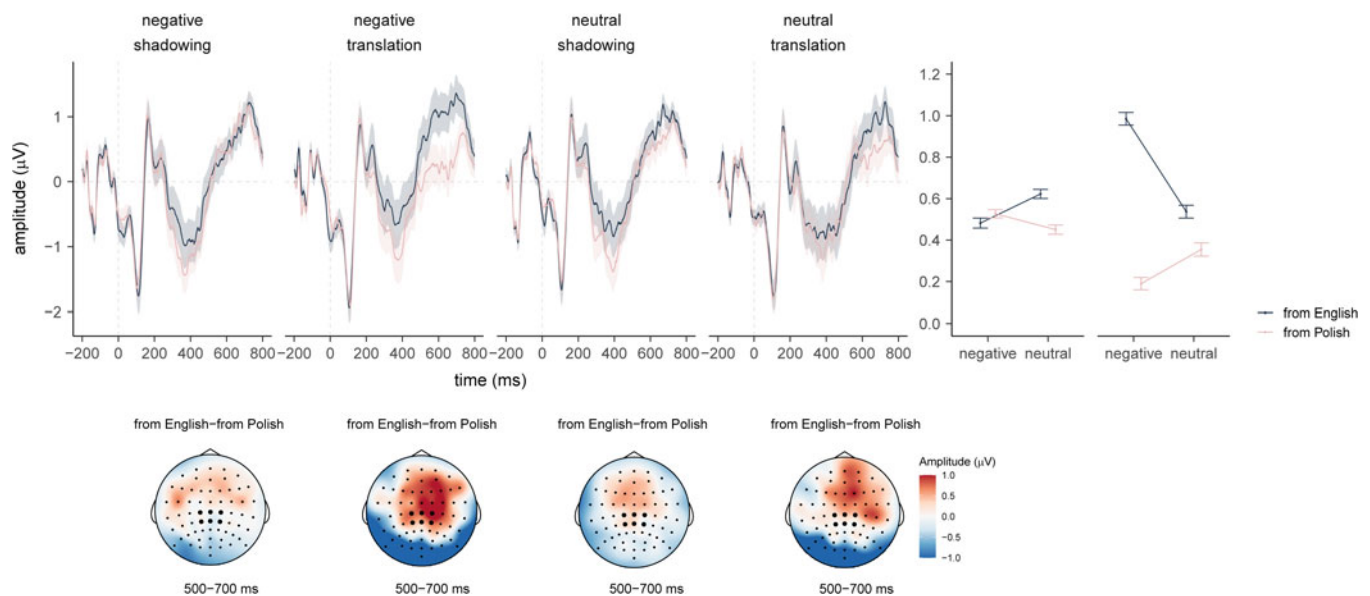 negative negative neutral neutral
shadowing translation shadowing translation
amplitude (μV)
1
0
−1
−2
−200 0 200 400 600 800 −200 0 200 400 600 800 −200 0 200 400 600 800 −200 0 200 400 600 800
time (ms)
1.2
1.0
0.8
0.6
0.4
0.2
0.0
negative neutral negative neutral
from English
from Polish
from English−from Polish from English−from Polish from English−from Polish from English−from Polish
Amplitude (μV)
1.0
0.5
0.0
−0.5
−1.0
500−700 ms 500−700 ms 500−700 ms 500−700 ms